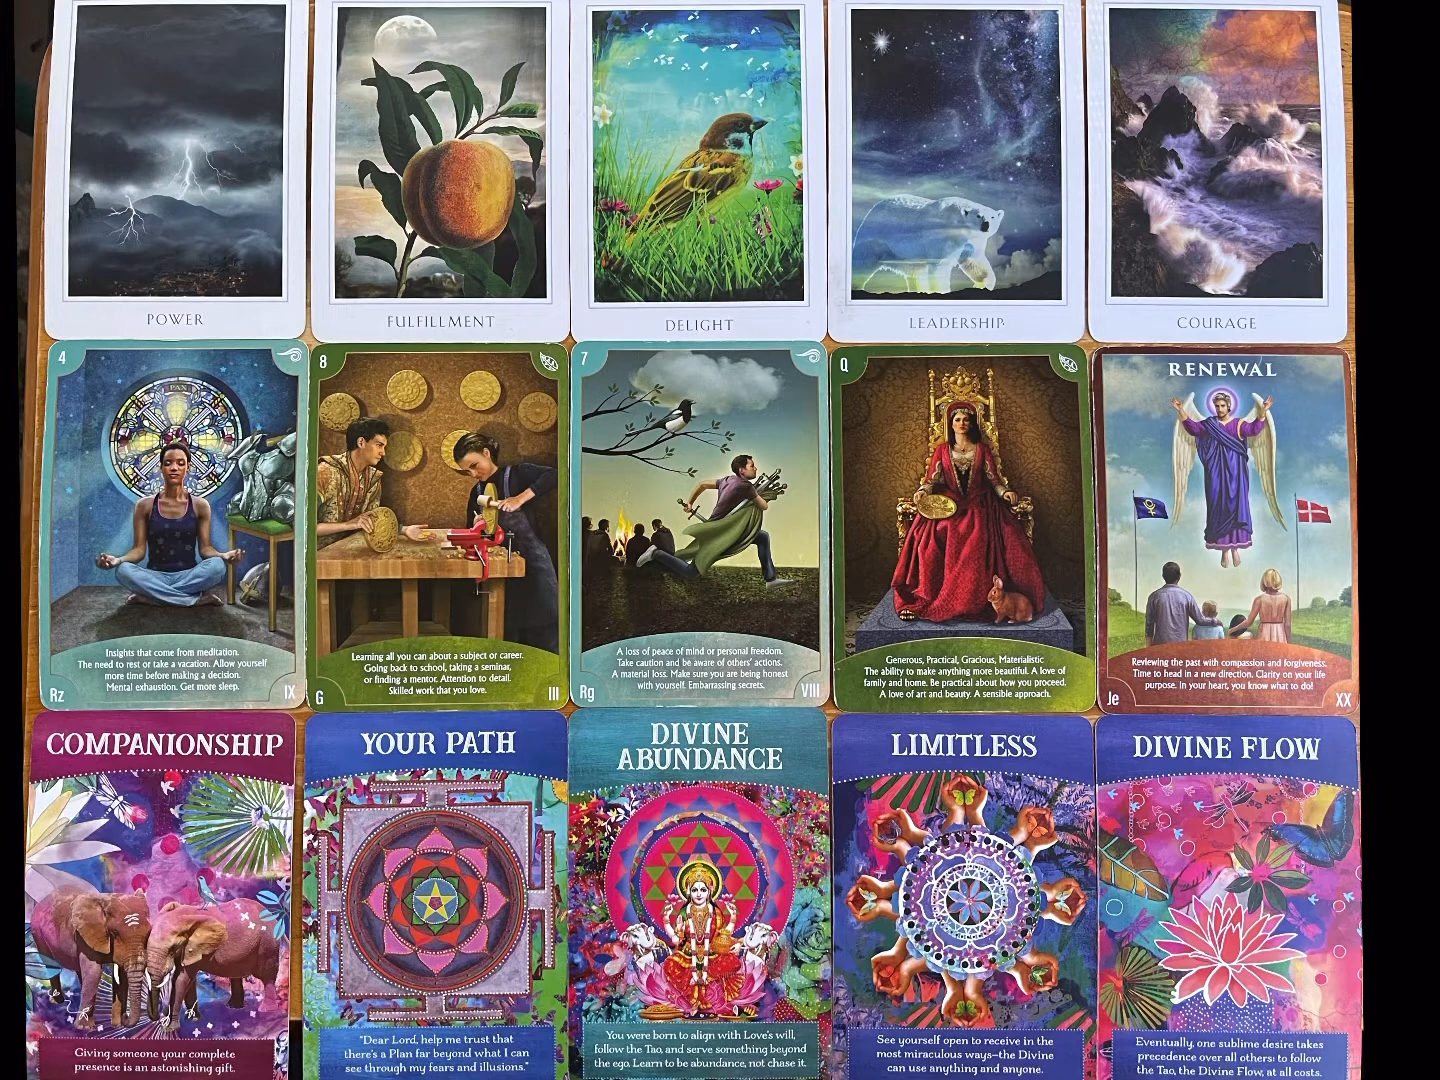 POWER
FULFILLMENT
DELIGHT
LEADERSHIP
COURAGE
4
PAX
Insights that come from meditation.
The need to rest or take a vacation. Allow yourself
more time before making a decision.
Mental exhaustion. Get more sleep.
Rz
IX
8
Learning all you can about a subject or career.
Going back to school, taking a seminar,
or finding a mentor. Attention to detail.
Skilled work that you love.
G
III
7
A loss of peace of mind or personal freedom.
Take caution and be aware of others' actions.
A material loss. Make sure you are being honest
with yourself. Embarrassing secrets.
Rg
VIII
Q
Generous, Practical, Gracious, Materialistic
The ability to make anything more beautiful. A love of
family and home. Be practical about how you proceed.
A love of art and beauty. A sensible approach.
RENEWAL
Reviewing the past with compassion and forgiveness.
Time to head in a new direction. Clarity on your life
purpose. In your heart, you know what to do!
Je
XX
COMPANIONSHIP
Giving someone your complete
presence is an astonishing gift.
YOUR PATH
"Dear Lord, help me trust that
there's a Plan far beyond what I can
see through my fears and illusions."
DIVINE
ABUNDANCE
You were born to align with Love's will,
follow the Tao, and serve something beyond
the ego. Learn to be abundance, not chase it.
LIMITLESS
See yourself open to receive in the
most miraculous ways—the Divine
can use anything and anyone.
DIVINE FLOW
Eventually, one sublime desire takes
precedence over all others: to follow
the Tao, the Divine Flow, at all costs.